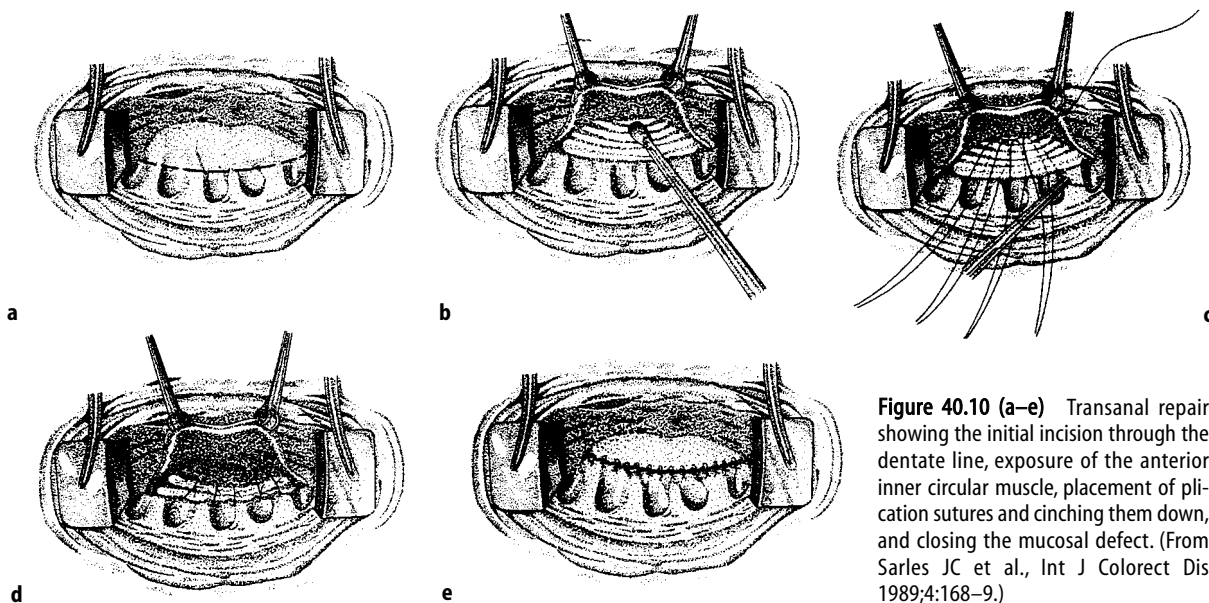 a
b
c
d
e
Figure 40.10 (a–e) Transanal repair
showing the initial incision through the
dentate line, exposure of the anterior
inner circular muscle, placement of pli-
cation sutures and cinching them down,
and closing the mucosal defect. (From
Sarles JC et al., Int J Colorect Dis
1989;4:168–9.)